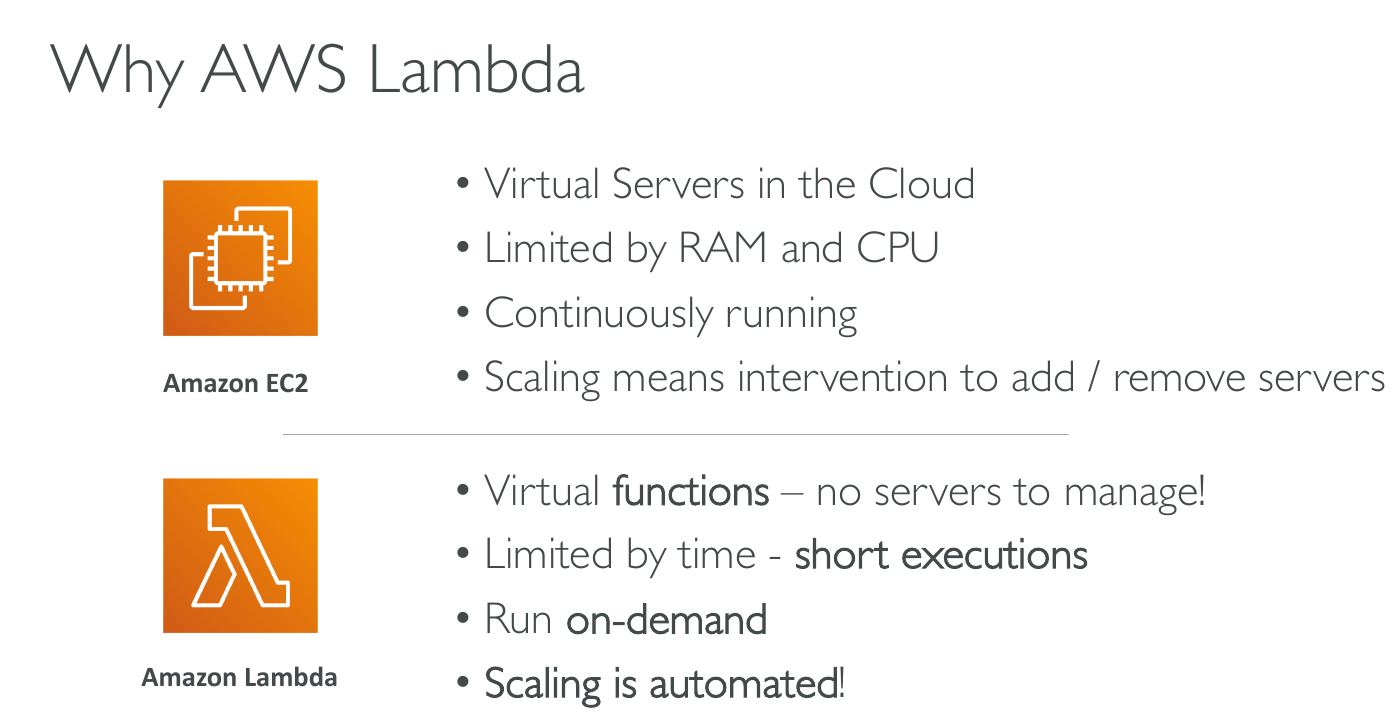 Why AWS Lambda
• Virtual Servers in the Cloud
• Limited by RAM and CPU
• Continuously running
• Scaling means intervention to add / remove servers
Amazon EC2
• Virtual functions – no servers to manage!
• Limited by time - short executions
• Run on-demand
• Scaling is automated!
Amazon Lambda